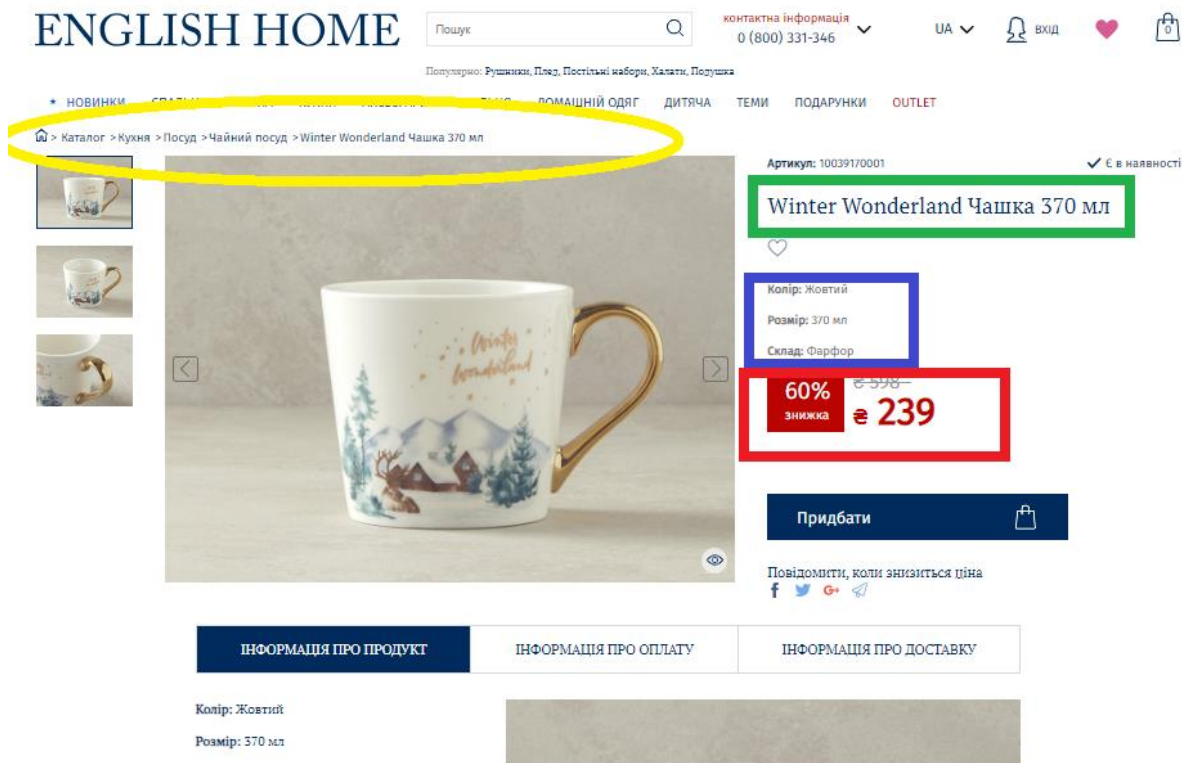 ENGLISH HOME
Пошук
контактна інформація
0 (800) 331-346
UA
ВХІД
0
Популярно: Рушники, Плед, Постільні набори, Халати, Подушка
* НОВИНКИ
ДОМАШНІЙ ОДЯГ ДИТЯЧА ТЕМИ ПОДАРУНКИ OUTLET
> Каталог >Кухня >Посуд >Чайний посуд >Winter Wonderland Чашка 370 мл
Артикул: 10039170001
Є в наявності
Winter Wonderland Чашка 370 мл
Колір: Жовтий
Розмір: 370 мл
Склад: Фарфор
60%
знижка
₴ 598
₴ 239
Winter
wonderland
Придбати
Повідомити, коли знизиться ціна
f G+
ІНФОРМАЦІЯ ПРО ПРОДУКТ
ІНФОРМАЦІЯ ПРО ОПЛАТУ
ІНФОРМАЦІЯ ПРО ДОСТАВКУ
Колір: Жовтий
Розмір: 370 мл